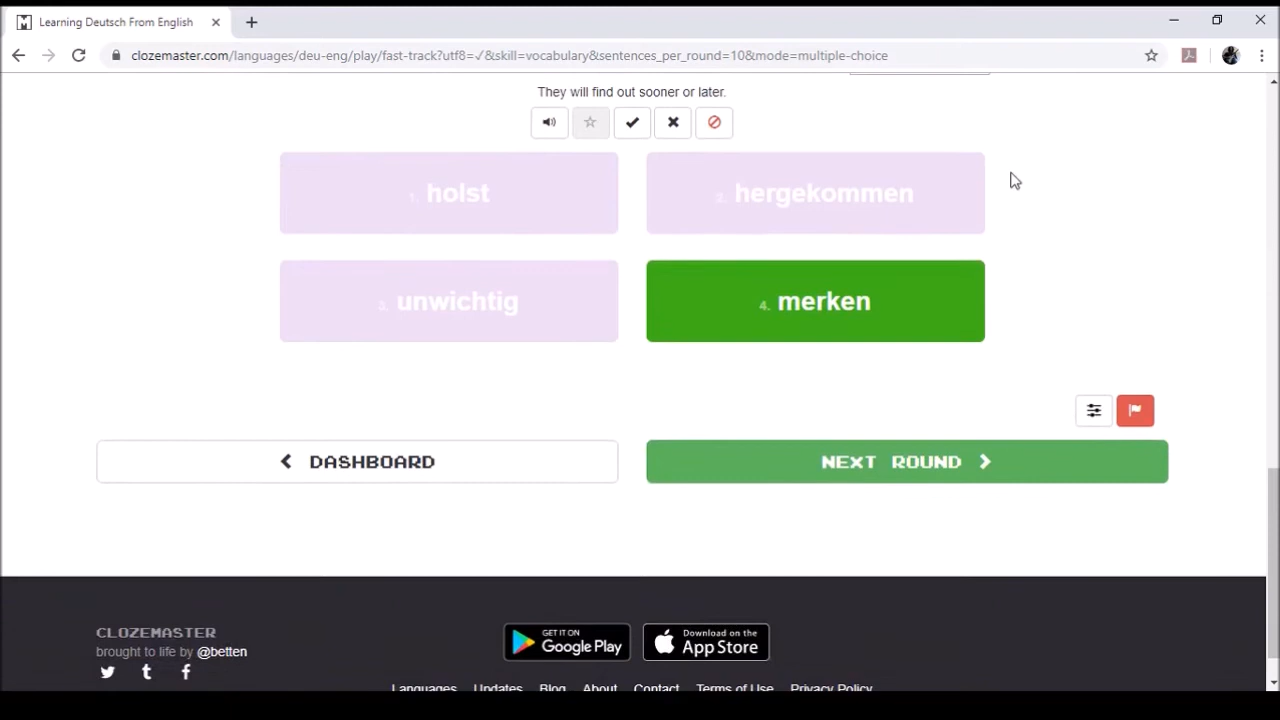 Learning Deutsch From English
clozemaster.com/languages/deu-eng/play/fast-track?utf8=✓&skill=vocabulary&sentences_per_round=10&mode=multiple-choice
They will find out sooner or later.
1. holst
2. hergekommen
3. unwichtig
4. merken
DASHBOARD
NEXT ROUND
CLOZEMASTER
brought to life by @betten
GET IT ON
Google Play
Download on the
App Store
Languages Updates Blog About Contact Terms of Use Privacy Policy